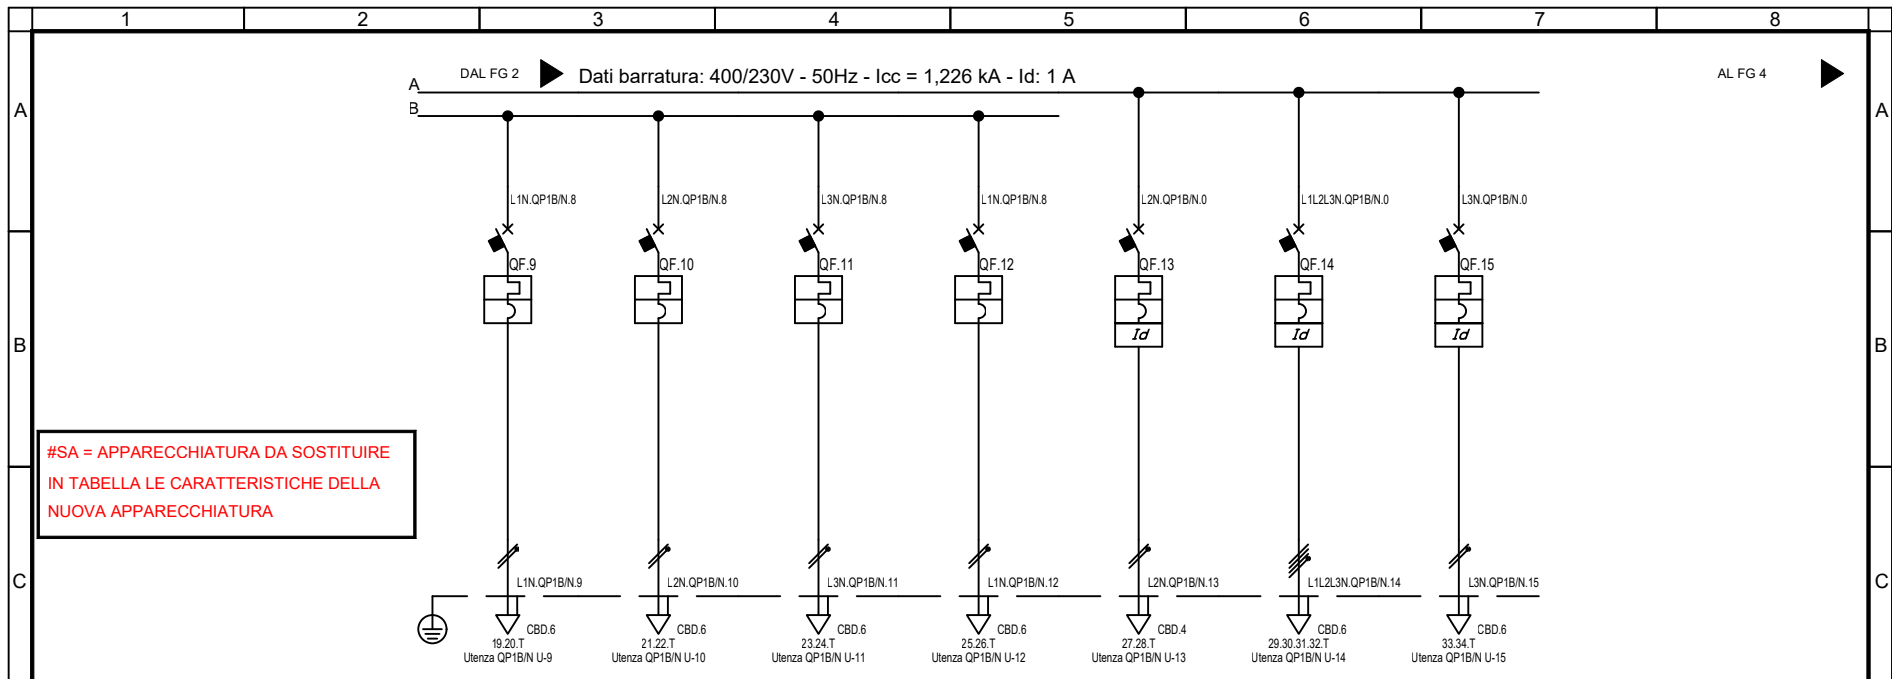 1 2 3 4 5 6 7 8
DAL FG 2 Dati barratura: 400/230V - 50Hz - Icc = 1,226 kA - Id: 1 A AL FG 4
A
B
A A
L1N.QP1B/N.8 L2N.QP1B/N.8 L3N.QP1B/N.8 L1N.QP1B/N.8 L2N.QP1B/N.0 L1L2L3N.QP1B/N.0 L3N.QP1B/N.0
QF.9 QF.10 QF.11 QF.12 QF.13 QF.14 QF.15
Id Id Id
B B
#SA = APPARECCHIATURA DA SOSTITUIRE
IN TABELLA LE CARATTERISTICHE DELLA
NUOVA APPARECCHIATURA
C C
L1N.QP1B/N.9 L2N.QP1B/N.10 L3N.QP1B/N.11 L1N.QP1B/N.12 L2N.QP1B/N.13 L1L2L3N.QP1B/N.14 L3N.QP1B/N.15
CBD.6 CBD.6 CBD.6 CBD.6 CBD.4 CBD.6 CBD.6
19.20.T 21.22.T 23.24.T 25.26.T 27.28.T 29.30.31.32.T 33.34.T
Utenza QP1B/N U-9 Utenza QP1B/N U-10 Utenza QP1B/N U-11 Utenza QP1B/N U-12 Utenza QP1B/N U-13 Utenza QP1B/N U-14 Utenza QP1B/N U-15